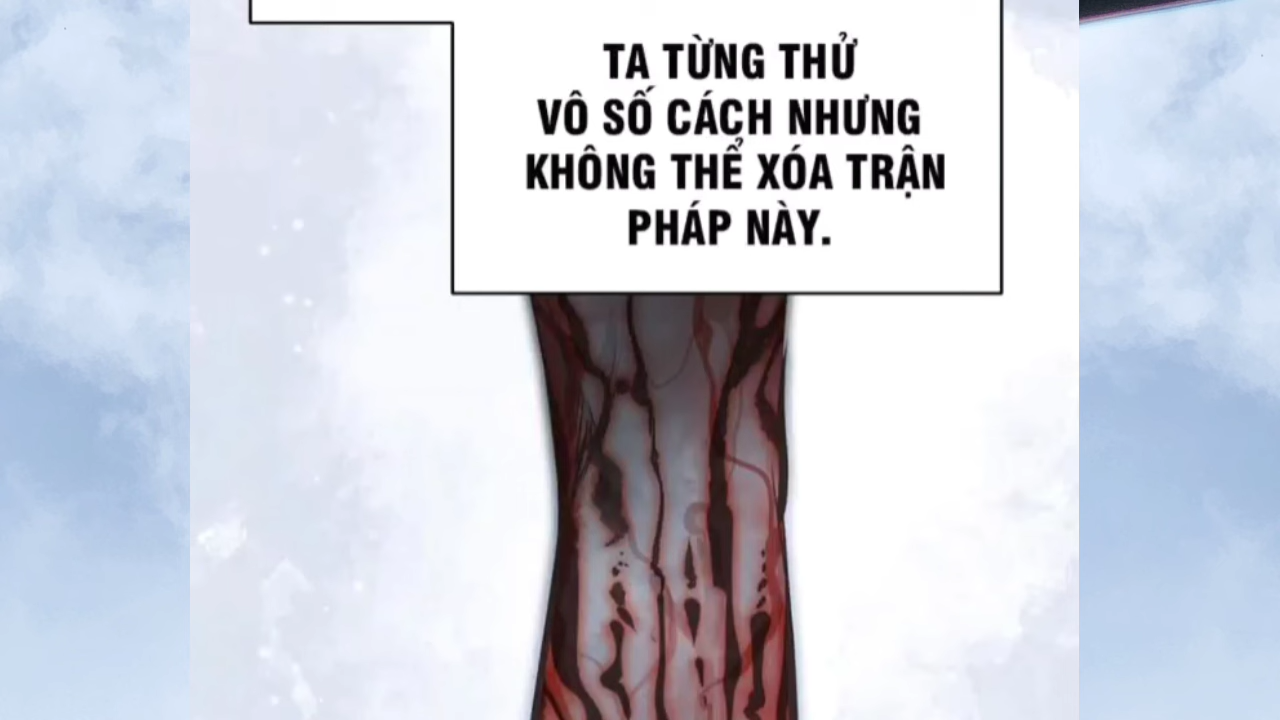 TA TỪNG THỬ
VÔ SỐ CÁCH NHƯNG
KHÔNG THỂ XÓA TRẬN
PHÁP NÀY.